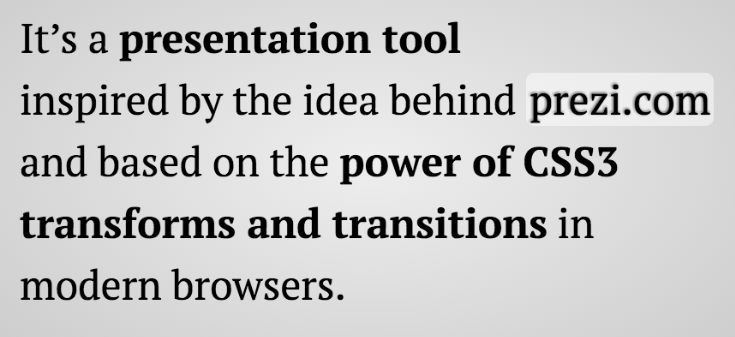 It’s a presentation tool
inspired by the idea behind prezi.com
and based on the power of CSS3
transforms and transitions in
modern browsers.